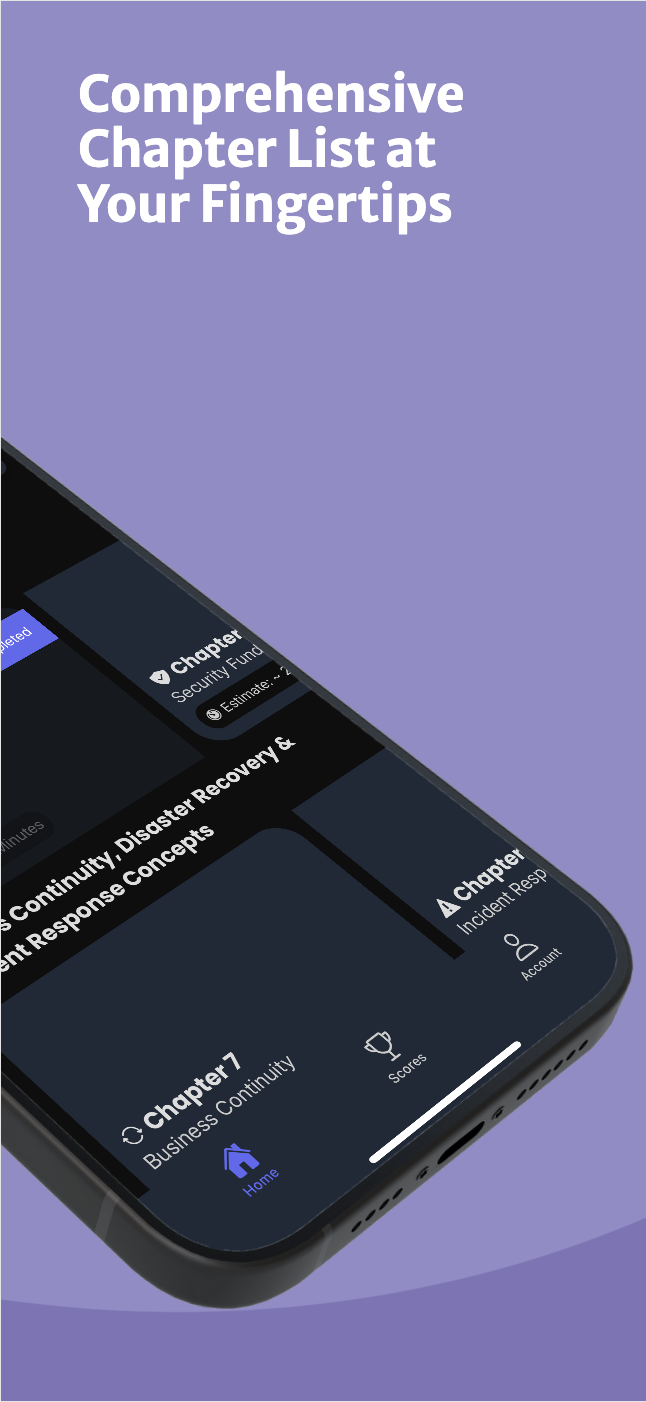 Comprehensive
Chapter List at
Your Fingertips
Chapter
Security Fund
Estimate: ~ 2
pleted
Minutes
s Continuity, Disaster Recovery &
ent Response Concepts
Chapter
Incident Resp
Chapter 7
Business Continuity
Account
Scores
Home